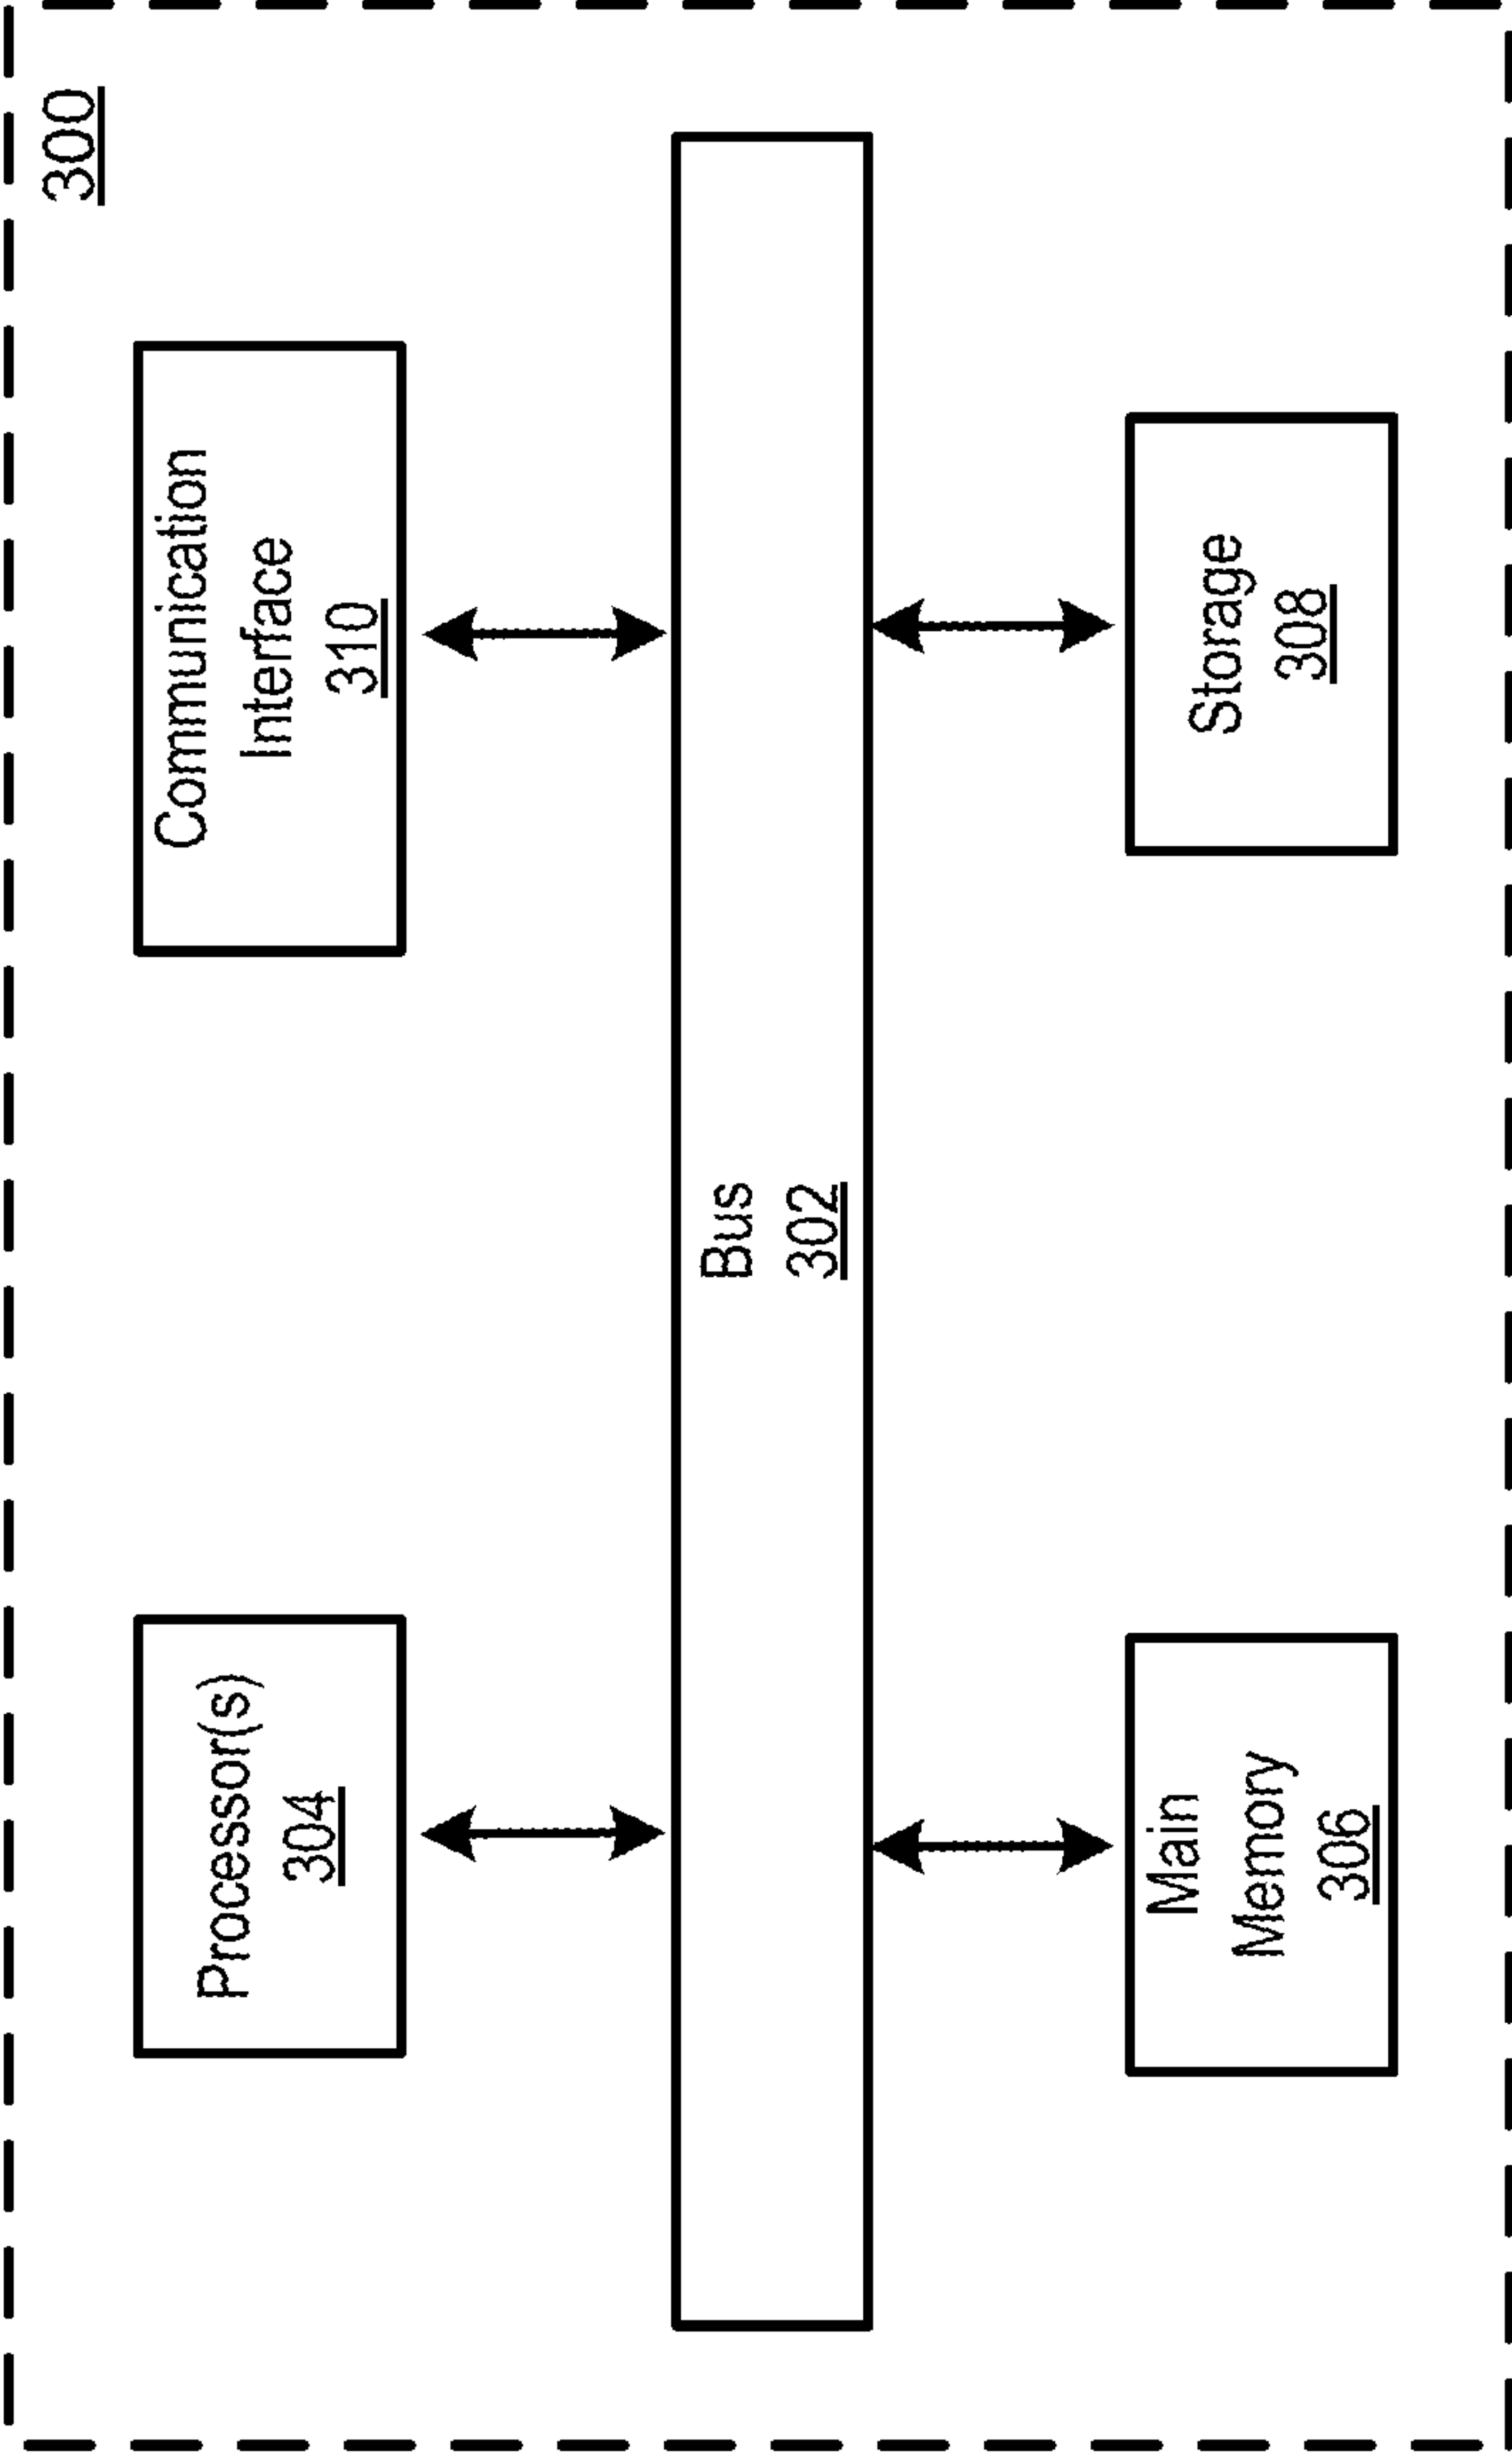 300
Processor(s)
304
Communication
Interface
310
Bus
302
Main
Memory
306
Storage
308